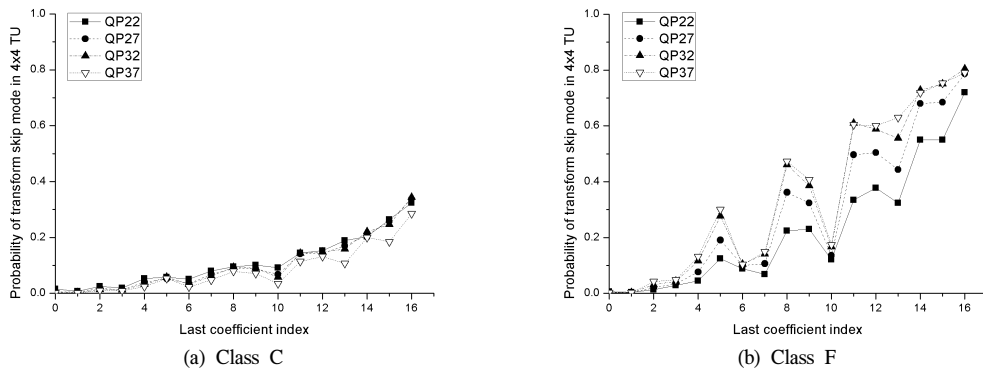 1.0
0.8
0.6
0.4
0.2
0.0
Probability of transform skip mode in 4x4 TU
QP22
QP27
QP32
QP37
0 2 4 6 8 10 12 14 16
Last coefficient index
(a) Class C
1.0
0.8
0.6
0.4
0.2
0.0
Probability of transform skip mode in 4x4 TU
QP22
QP27
QP32
QP37
0 2 4 6 8 10 12 14 16
Last coefficient index
(b) Class F